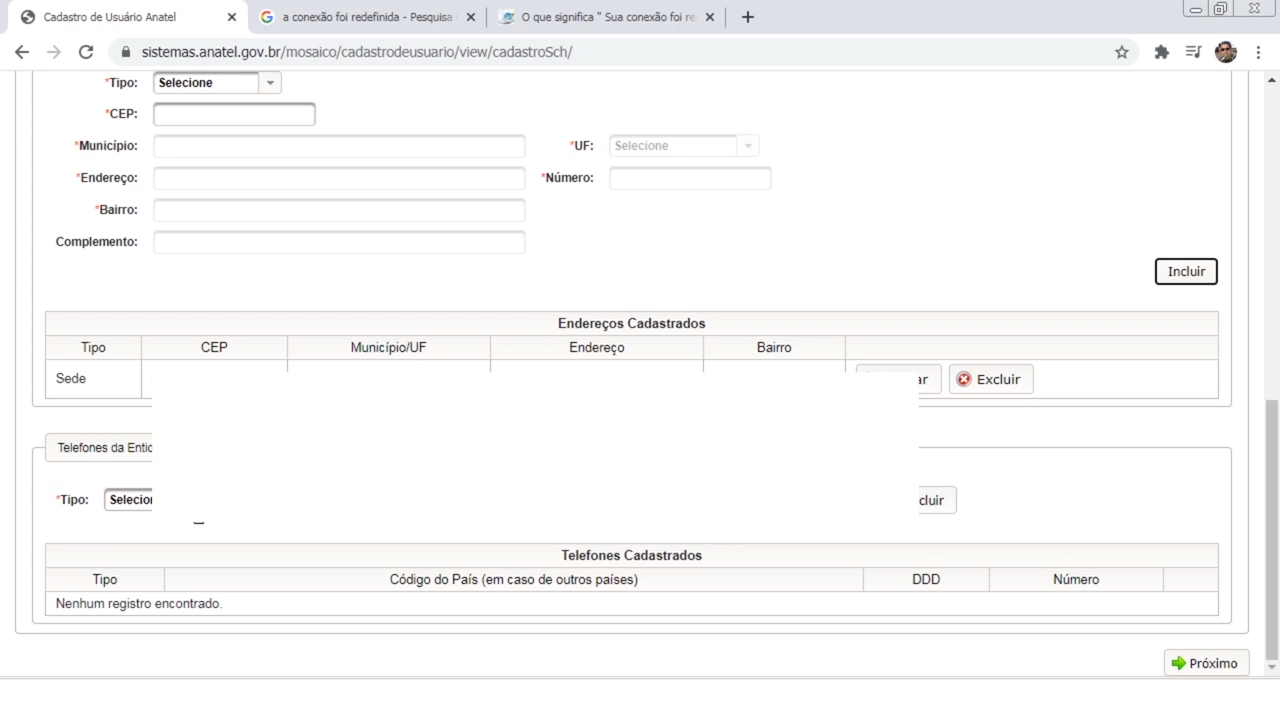 Cadastro de Usuário Anatel
a conexão foi redefinida - Pesquisa
O que significa " Sua conexão foi re
sistemas.anatel.gov.br/mosaico/cadastrodeusuario/view/cadastroSch/
*Tipo: Selecione
*CEP:
*Município: *UF: Selecione
*Endereço: *Número:
*Bairro:
Complemento:
Incluir
Endereços Cadastrados
Tipo CEP Município/UF Endereço Bairro
Sede ar Excluir
Telefones da Entid
*Tipo: Selecion cluir
Telefones Cadastrados
Tipo Código do País (em caso de outros países) DDD Número
Nenhum registro encontrado.
Próximo